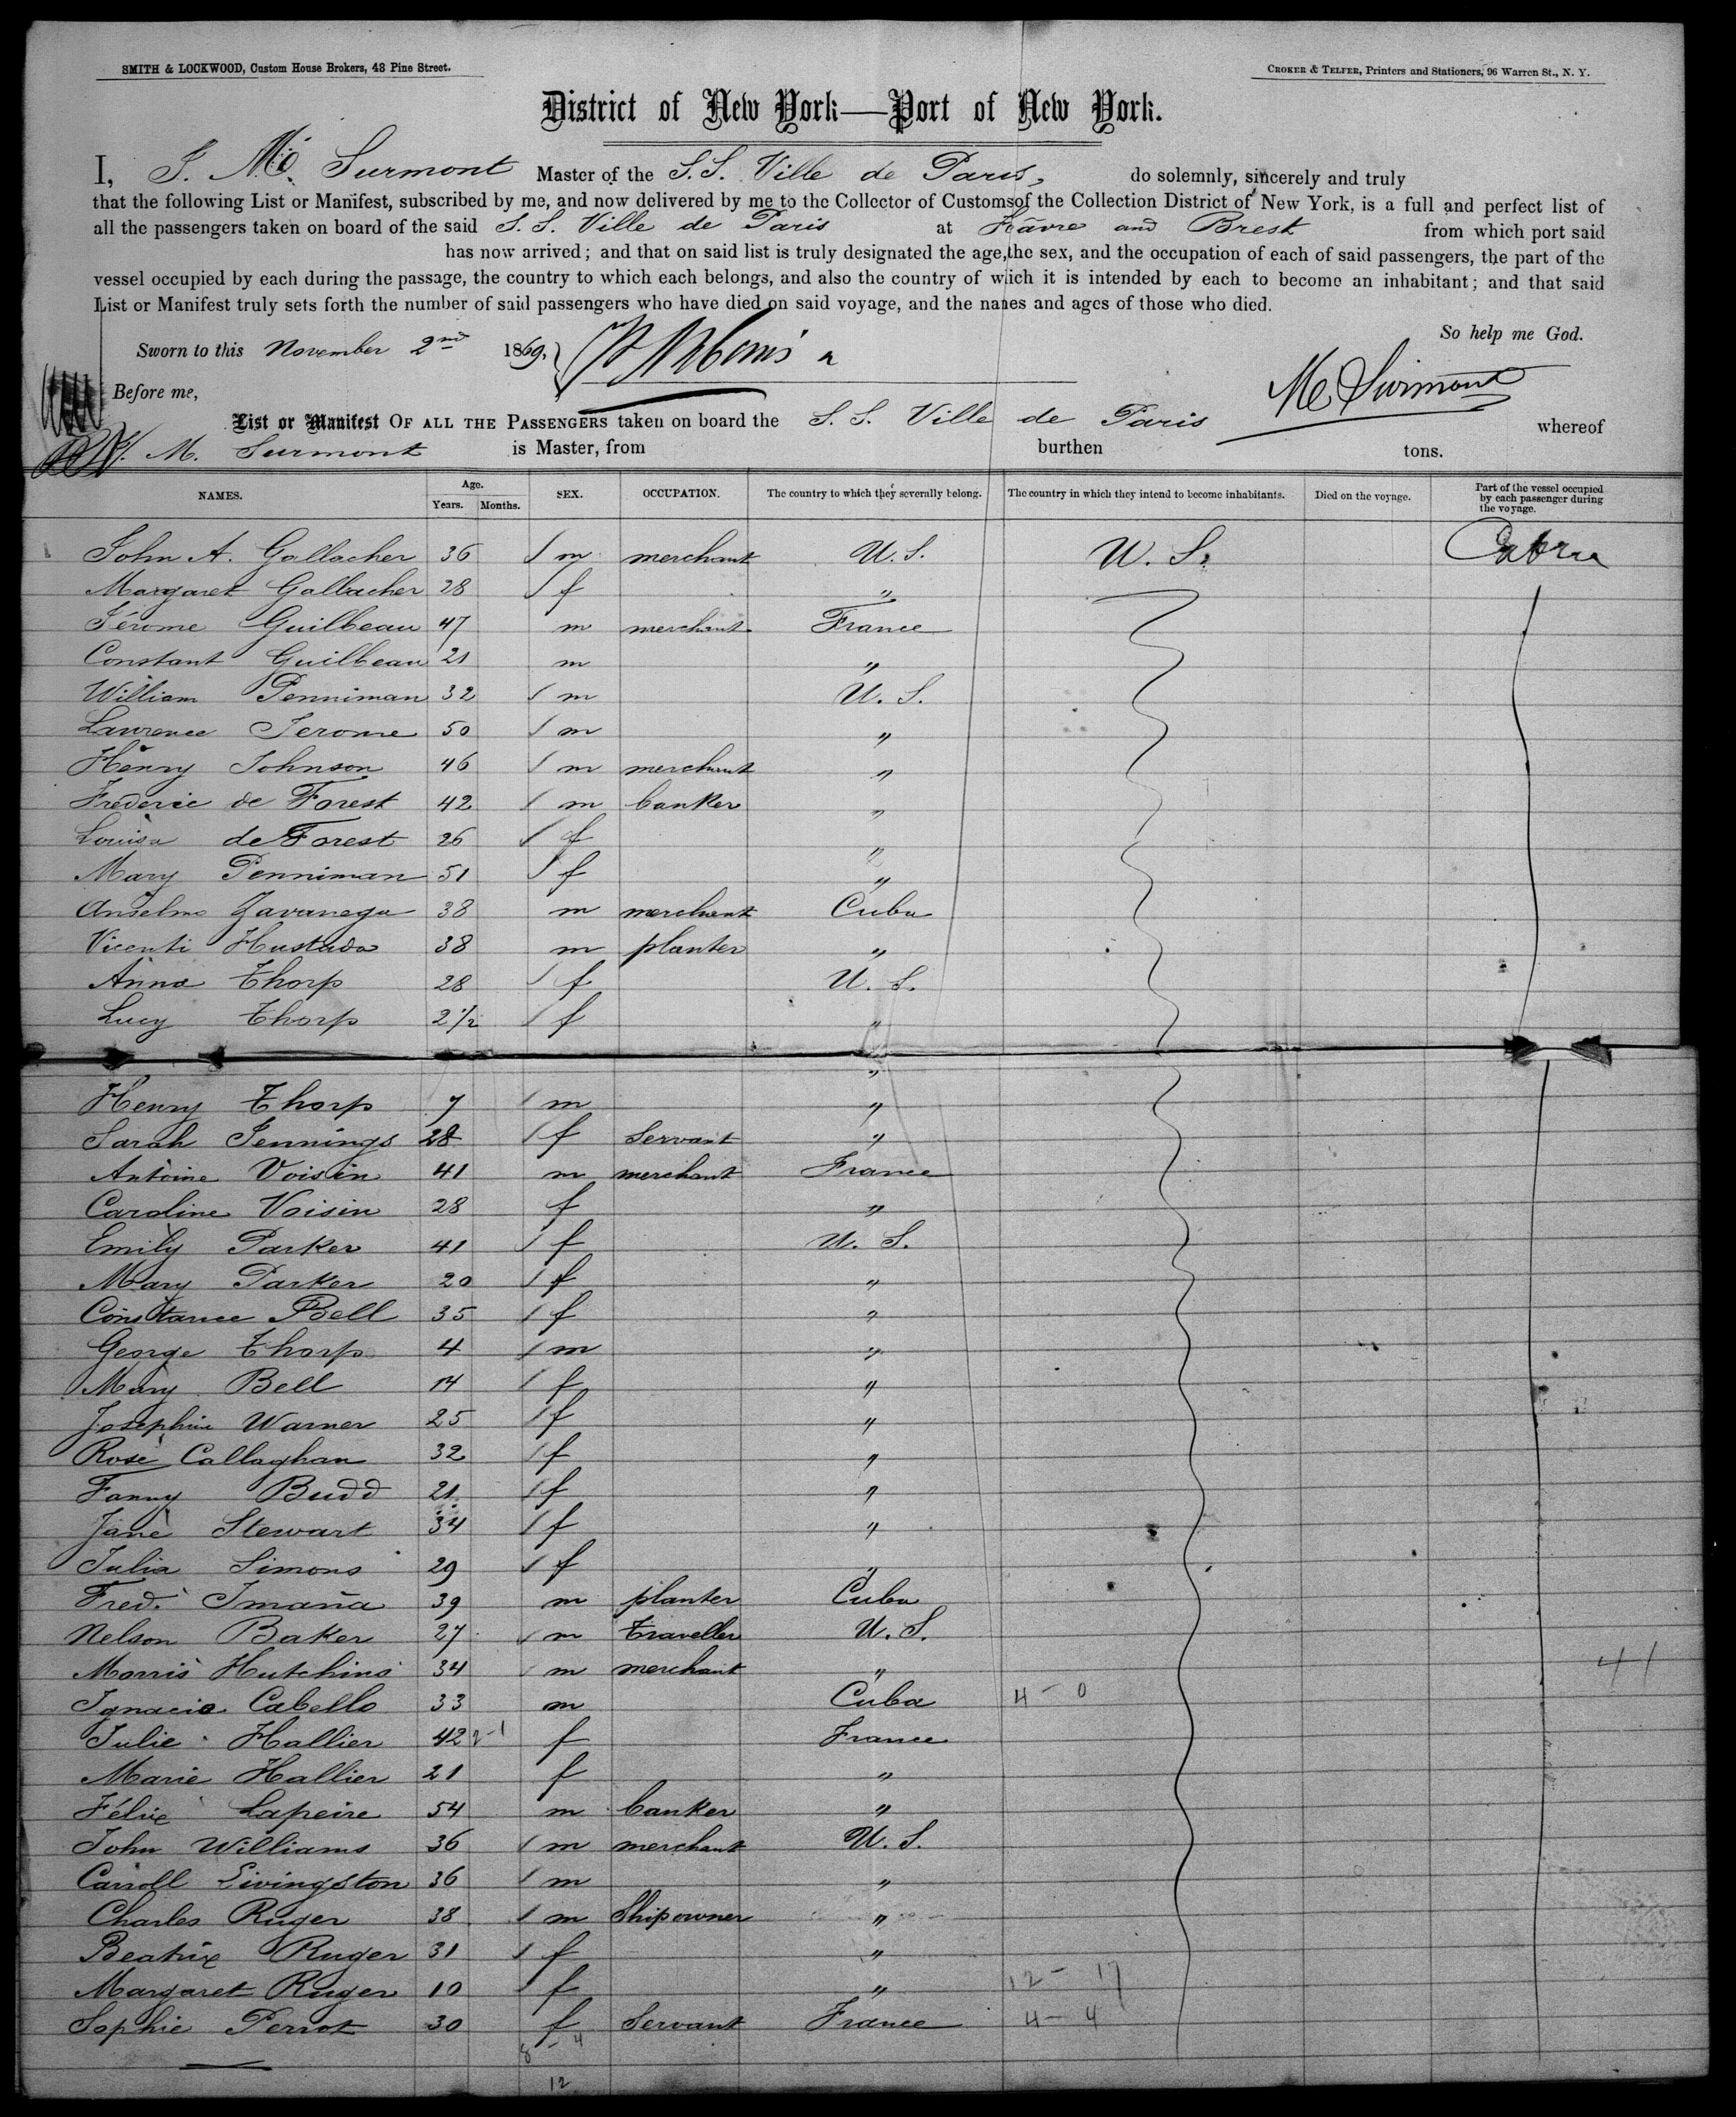 SMITH & LOCKWOOD, Custom House Brokers, 48 Pine Street.
CROKER & TELFER, Printers and Stationers, 96 Warren St., N. Y.
District of New York—Port of New York.
I, J. Mc Surmont Master of the S.S. Ville de Paris, do solemnly, sincerely and truly
that the following List or Manifest, subscribed by me, and now delivered by me to the Collector of Customsof the Collection District of New York, is a full and perfect list of
all the passengers taken on board of the said S. S. Ville de Paris at Hâvre and Brest from which port said
has now arrived; and that on said list is truly designated the age, the sex, and the occupation of each of said passengers, the part of the
vessel occupied by each during the passage, the country to which each belongs, and also the country of which it is intended by each to become an inhabitant; and that said
List or Manifest truly sets forth the number of said passengers who have died on said voyage, and the names and ages of those who died.
So help me God.
Sworn to this November 2nd 1869,
Before me,
Mc Surmont
List or Manifest OF ALL THE PASSENGERS taken on board the S. S. Ville de Paris whereof
M. Surmont is Master, from burthen tons.
NAMES. Age. Years. Months. SEX. OCCUPATION. The country to which they severally belong. The country in which they intend to become inhabitants. Died on the voyage. Part of the vessel occupied by each passenger during the voyage.
John A. Gallacher 36 m merchant U. S. U. S.
Margaret Gallacher 28 f "
Jérome Guilbeau 47 m merchant France
Constant Guilbeau 21 m "
William Penniman 32 m U. S.
Lawrence Jerome 50 m "
Henry Johnson 46 m merchant "
Frederic de Forest 42 m banker "
Louisa de Forest 26 f "
Mary Penniman 51 f "
Anselmo Zavanega 38 m merchant Cuba
Vicenti Hustado 38 m planter "
Anna Thorp 28 f U. S.
Lucy Thorp 2 1/2 f "
"
Henry Thorp 7 m "
Sarah Jennings 28 f Servant "
Antoine Voisin 41 m merchant France
Caroline Voisin 28 f "
Emily Parker 41 f U. S.
Mary Parker 20 f "
Constance Bell 35 f "
George Thorp 4 m "
Mary Bell 14 f "
Josephine Warner 25 f "
Rose Callaghan 32 f "
Fanny Budd 21 f "
Jane Stewart 34 f "
Julia Simons 29 f "
Fred. Imaña 39 m planter Cuba
Nelson Baker 27 m Traveller U. S.
Morris Hutchins 34 m merchant " 41
Ignacio Cabello 33 m Cuba 4 - 0
Julie Hallier 42 2-1 f France
Marie Hallier 21 f "
Félix Lapeire 54 m banker "
John Williams 36 m merchant U. S.
Carroll Livingston 36 m "
Charles Ruger 38 m Shipowner "
Beatrix Ruger 31 f "
Margaret Ruger 10 f " 12 - 17
Sophie Perrot 30 f Servant France 4 - 4
8 - 4
12